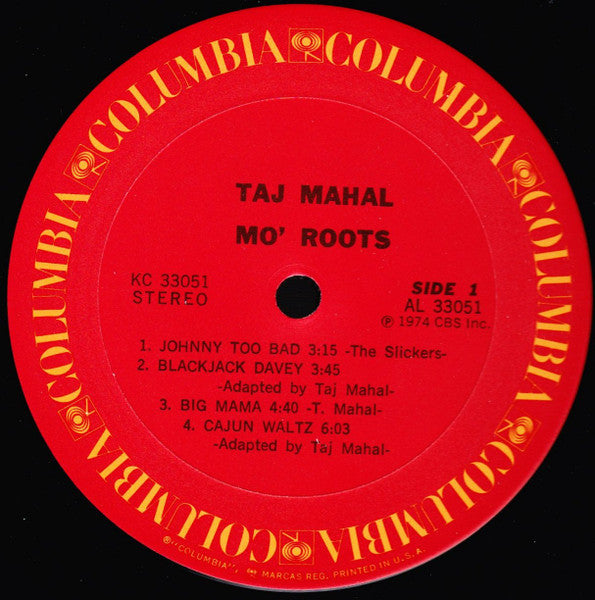 COLUMBIA COLUMBIA COLUMBIA COLUMBIA COLUMBIA COLUMBIA
TAJ MAHAL
MO' ROOTS
KC 33051
STEREO
SIDE 1
AL 33051
℗ 1974 CBS Inc.
1. JOHNNY TOO BAD 3:15 -The Slickers-
2. BLACKJACK DAVEY 3:45
-Adapted by Taj Mahal-
3. BIG MAMA 4:40 -T. Mahal-
4. CAJUN WALTZ 6:03
-Adapted by Taj Mahal-
®"COLUMBIA", MARCAS REG. PRINTED IN U.S.A.